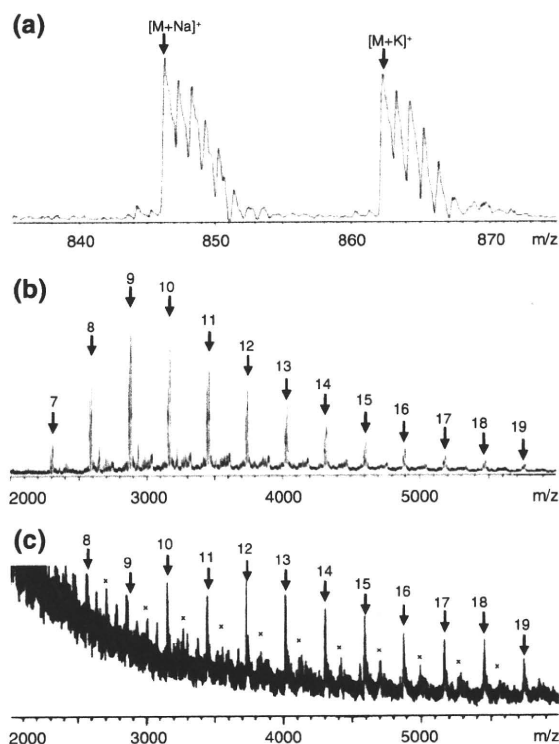 (a)
[M+Na]+ [M+K]+
840 850 860 870 m/z
(b)
7 8 9 10 11 12 13 14 15 16 17 18 19
2000 3000 4000 5000 m/z
(c)
8 9 10 11 12 13 14 15 16 17 18 19
x x x x x x x x x x
2000 3000 4000 5000 m/z